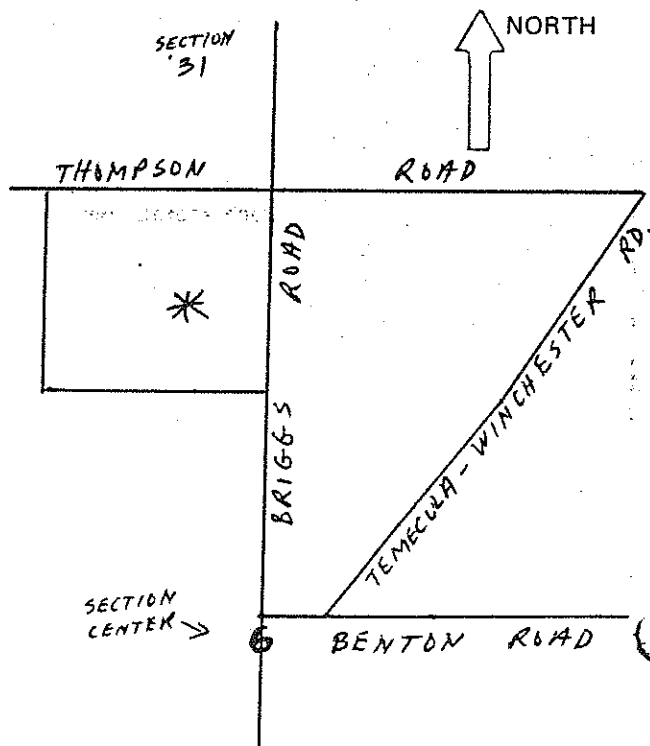 SECTION
31
NORTH
THOMPSON ROAD
BRIGGS ROAD
TEMECULA - WINCHESTER RD.
SECTION
CENTER
6 BENTON ROAD